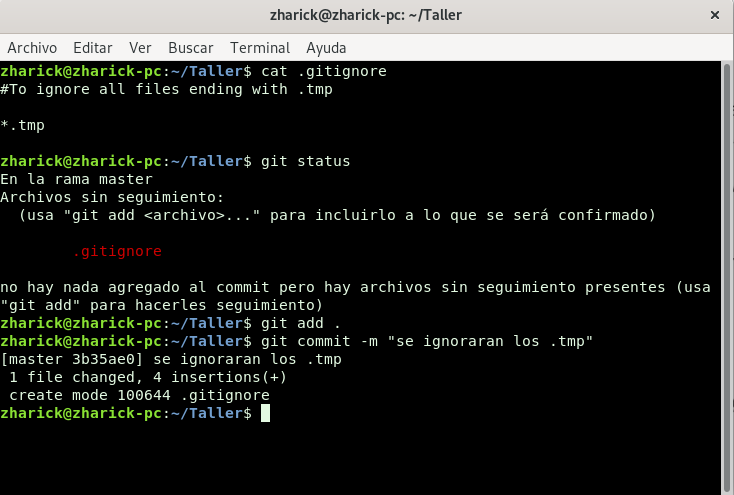 zharick@zharick-pc: ~/Taller
×
Archivo Editar Ver Buscar Terminal Ayuda
zharick@zharick-pc:~/Taller$ cat .gitignore
#To ignore all files ending with .tmp
*.tmp
zharick@zharick-pc:~/Taller$ git status
En la rama master
Archivos sin seguimiento:
(usa "git add <archivo>..." para incluirlo a lo que se será confirmado)
.gitignore
no hay nada agregado al commit pero hay archivos sin seguimiento presentes (usa
"git add" para hacerles seguimiento)
zharick@zharick-pc:~/Taller$ git add .
zharick@zharick-pc:~/Taller$ git commit -m "se ignoraran los .tmp"
[master 3b35ae0] se ignoraran los .tmp
1 file changed, 4 insertions(+)
create mode 100644 .gitignore
zharick@zharick-pc:~/Taller$